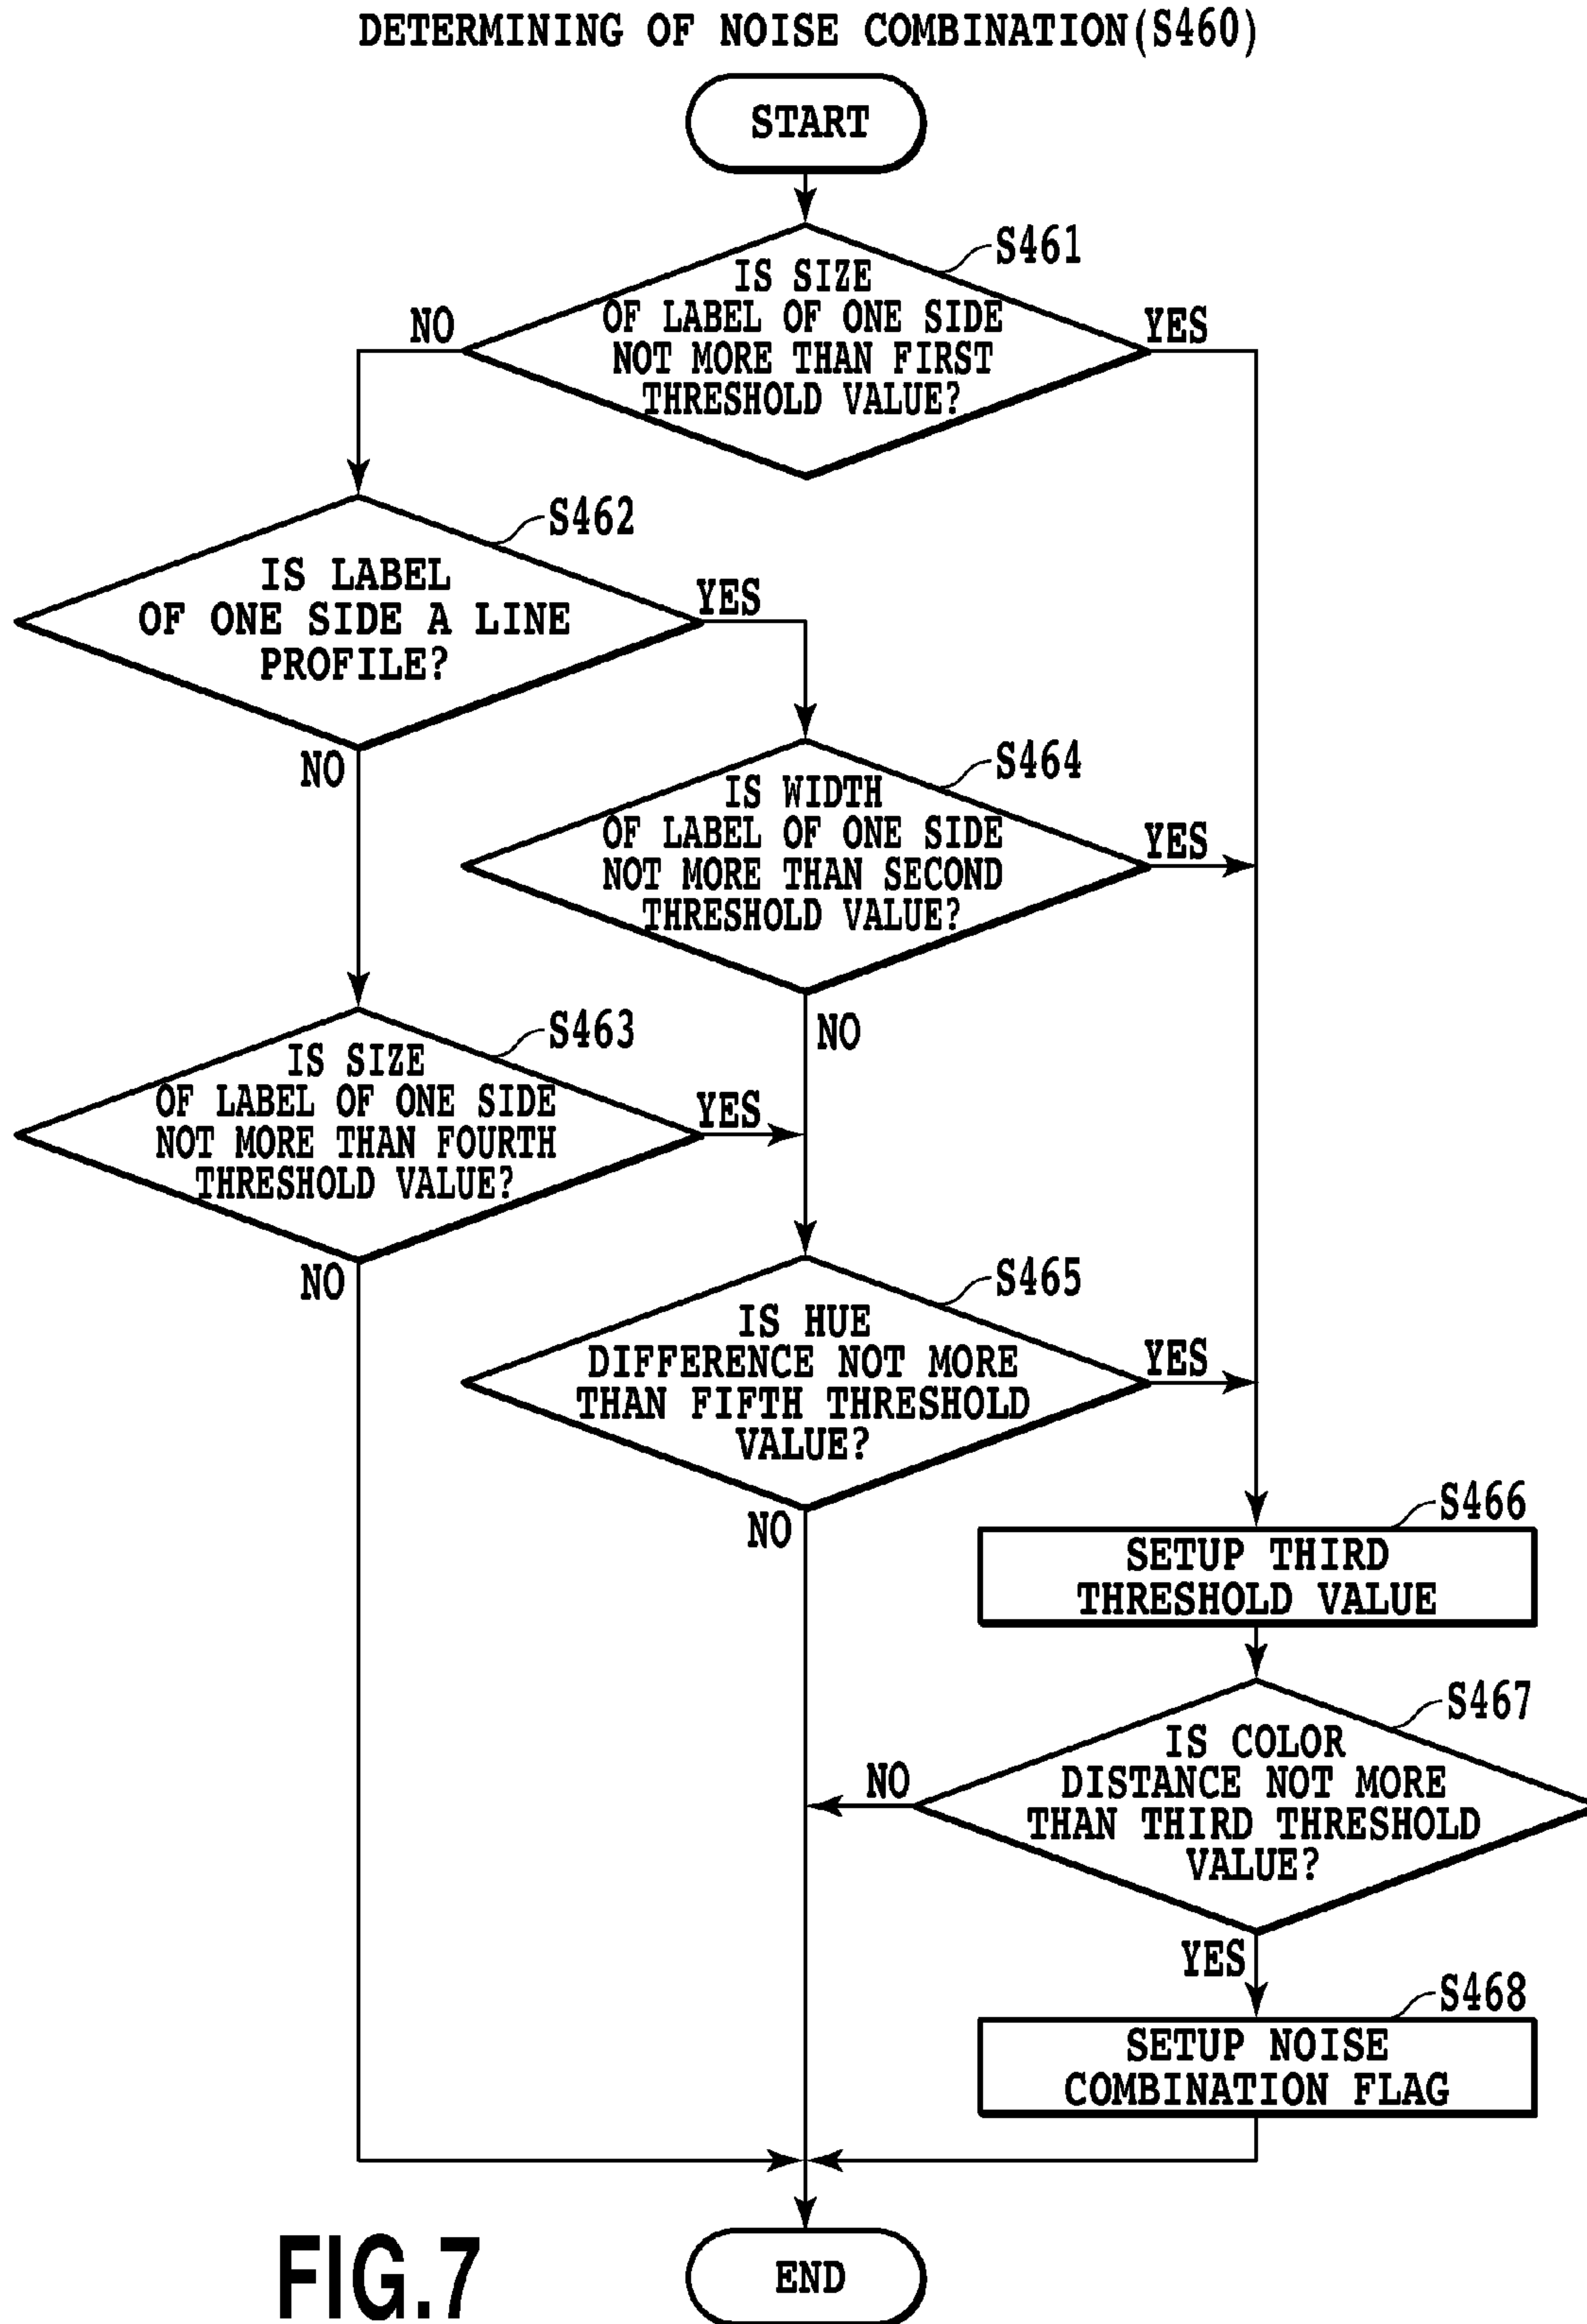 DETERMINING OF NOISE COMBINATION(S460)
START
S461
IS SIZE
OF LABEL OF ONE SIDE
NOT MORE THAN FIRST
THRESHOLD VALUE?
NO
YES
S462
IS LABEL
OF ONE SIDE A LINE
PROFILE?
YES
NO
S464
IS WIDTH
OF LABEL OF ONE SIDE
NOT MORE THAN SECOND
THRESHOLD VALUE?
YES
NO
S463
IS SIZE
OF LABEL OF ONE SIDE
NOT MORE THAN FOURTH
THRESHOLD VALUE?
YES
NO
S465
IS HUE
DIFFERENCE NOT MORE
THAN FIFTH THRESHOLD
VALUE?
YES
NO
S466
SETUP THIRD
THRESHOLD VALUE
S467
IS COLOR
DISTANCE NOT MORE
THAN THIRD THRESHOLD
VALUE?
NO
YES
S468
SETUP NOISE
COMBINATION FLAG
END
FIG.7